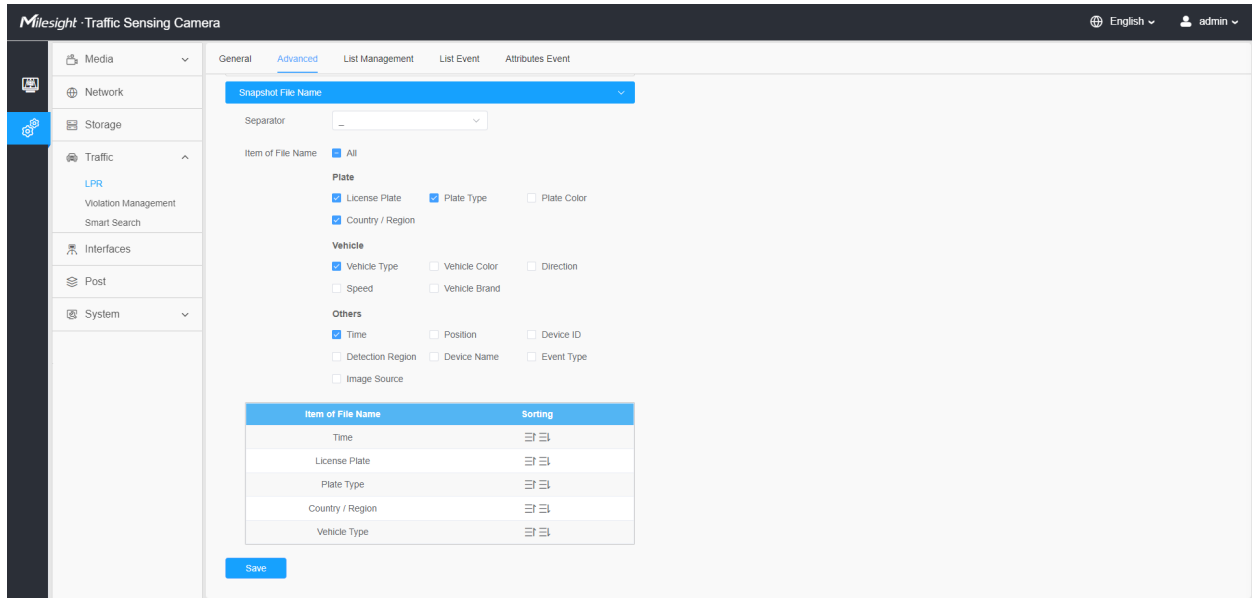 Milesight · Traffic Sensing Camera English admin
Media General Advanced List Management List Event Attributes Event
Network Snapshot File Name
Storage Separator _
Traffic Item of File Name All
Plate
LPR License Plate Plate Type Plate Color
Violation Management
Smart Search Country / Region
Interfaces Vehicle
Vehicle Type Vehicle Color Direction
Post Speed Vehicle Brand
System Others
Time Position Device ID
Detection Region Device Name Event Type
Image Source
Item of File Name Sorting
Time
License Plate
Plate Type
Country / Region
Vehicle Type
Save